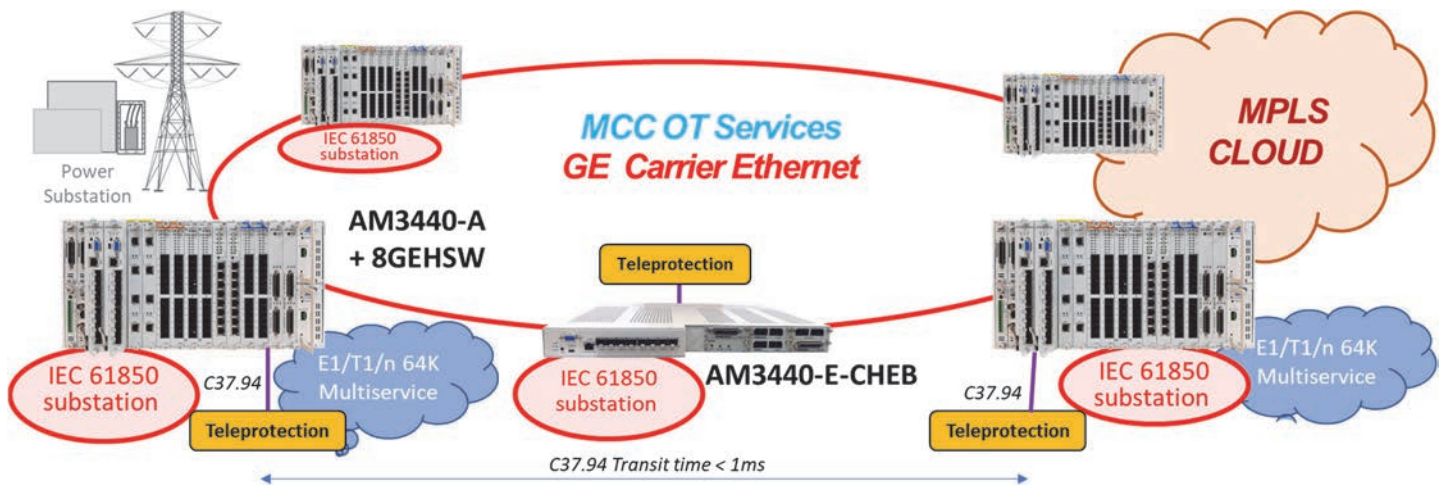 IEC 61850
substation
MCC OT Services
GE Carrier Ethernet
MPLS
CLOUD
Power
Substation
AM3440-A
+ 8GEHSW
Teleprotection
E1/T1/n 64K
Multiservice
IEC 61850
substation
C37.94
Teleprotection
IEC 61850
substation
AM3440-E-CHEB
C37.94
Teleprotection
IEC 61850
substation
E1/T1/n 64K
Multiservice
C37.94 Transit time < 1ms